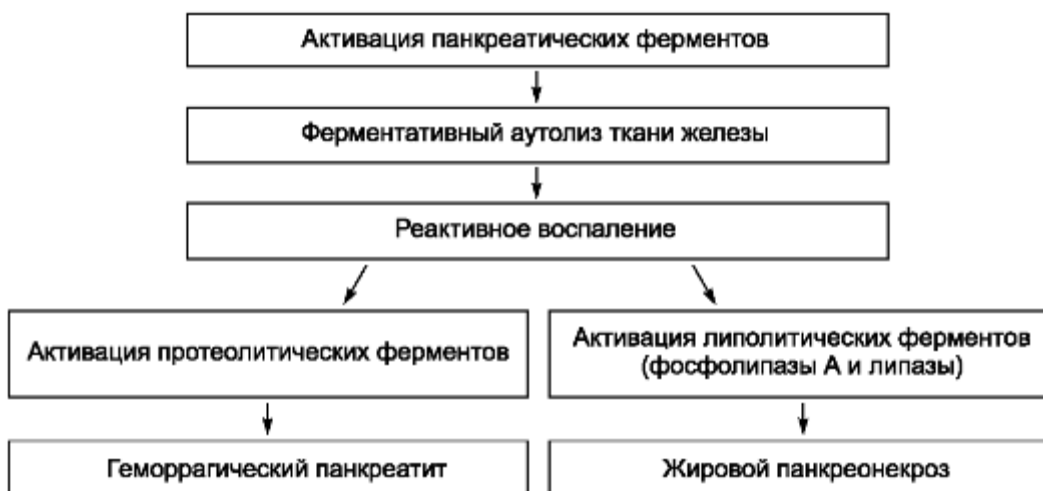 Активация панкреатических ферментов
Ферментативный аутолиз ткани железы
Реактивное воспаление
Активация протеолитических ферментов
Активация липолитических ферментов
(фосфолипазы А и липазы)
Геморрагический панкреатит
Жировой панкреонекроз